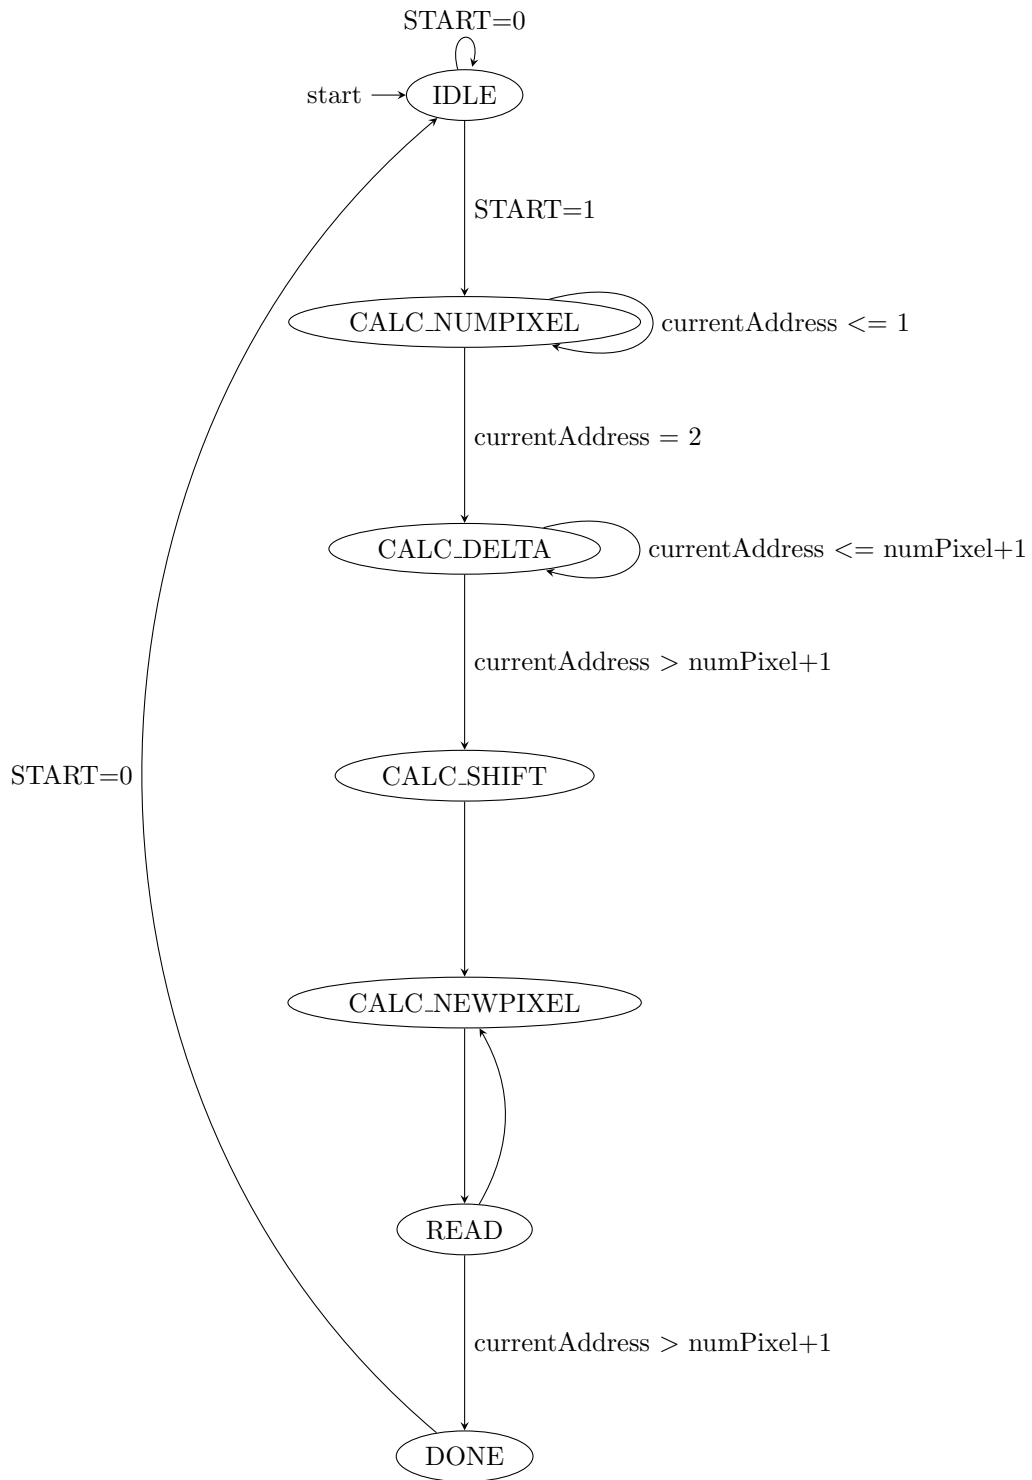 START=0
start
IDLE
START=1
CALC_NUMPIXEL
currentAddress <= 1
currentAddress = 2
CALC_DELTA
currentAddress <= numPixel+1
currentAddress > numPixel+1
START=0
CALC_SHIFT
CALC_NEWPIXEL
READ
currentAddress > numPixel+1
DONE